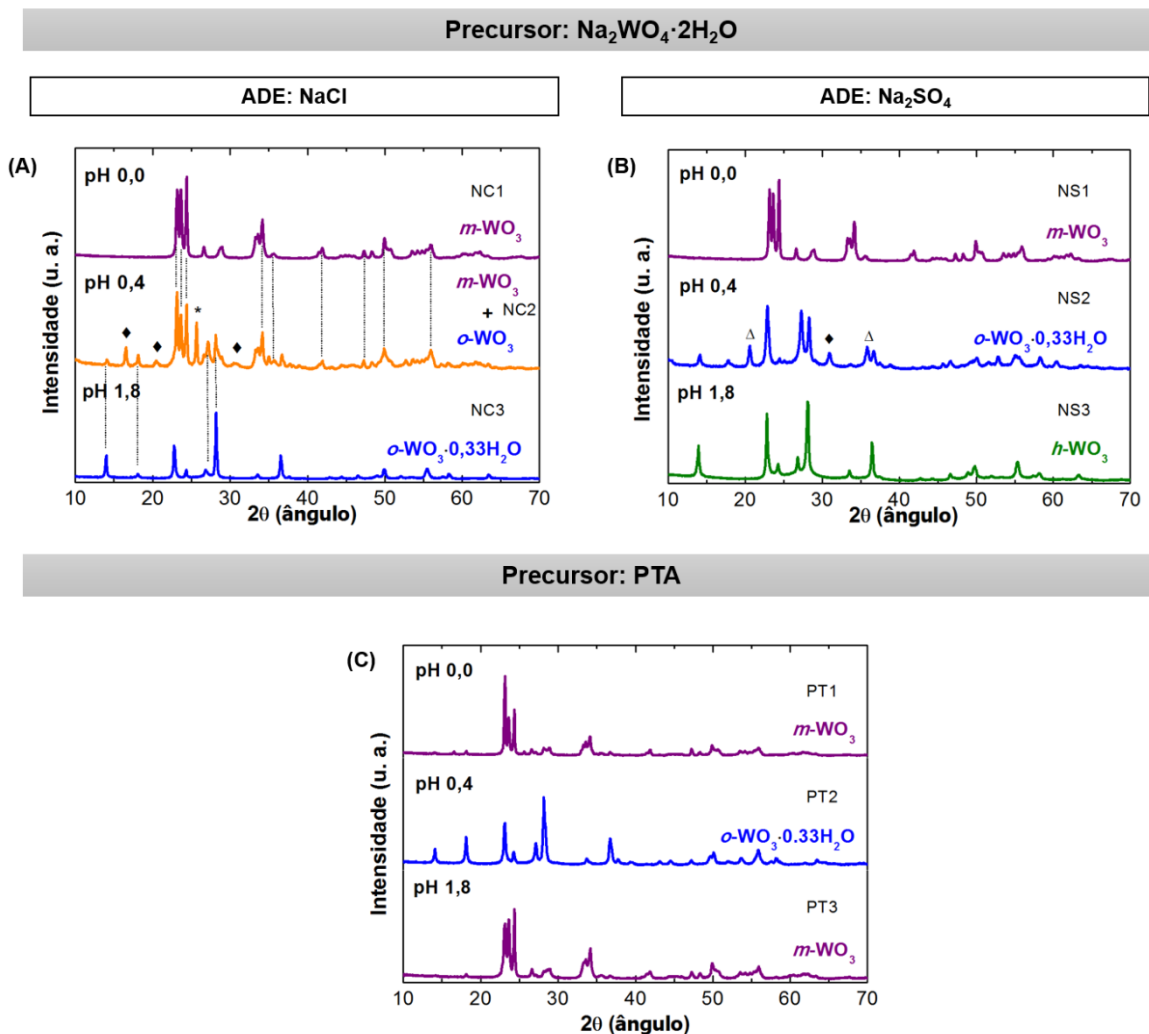 Precursor: Na₂WO₄·2H₂O
ADE: NaCl
ADE: Na₂SO₄
(A)
pH 0,0
NC1
m-WO₃
pH 0,4
m-WO₃
+ NC2
o-WO₃
♦ ♦ * ♦
pH 1,8
NC3
o-WO₃·0,33H₂O
Intensidade (u. a.)
10 20 30 40 50 60 70
2θ (ângulo)
(B)
pH 0,0
NS1
m-WO₃
pH 0,4
NS2
o-WO₃·0,33H₂O
Δ ♦ Δ
pH 1,8
NS3
h-WO₃
Intensidade (u. a.)
10 20 30 40 50 60 70
2θ (ângulo)
Precursor: PTA
(C)
pH 0,0
PT1
m-WO₃
pH 0,4
PT2
o-WO₃·0.33H₂O
pH 1,8
PT3
m-WO₃
Intensidade (u. a.)
10 20 30 40 50 60 70
2θ (ângulo)